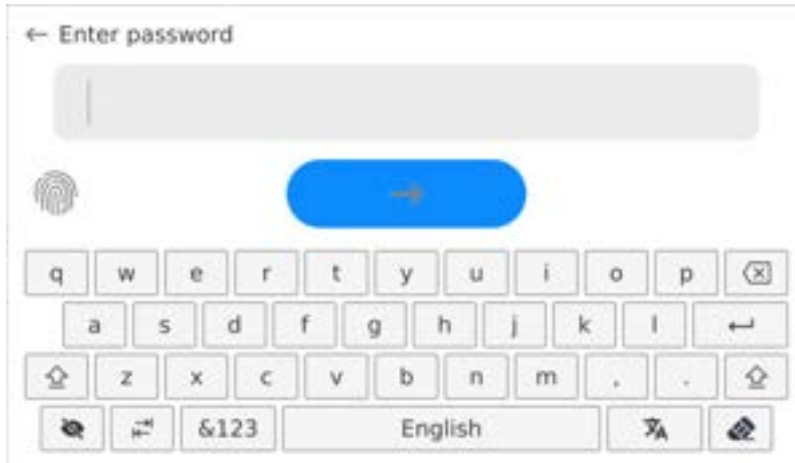 ← Enter password
q w e r t y u i o p
a s d f g h j k l
z x c v b n m , .
&123 English